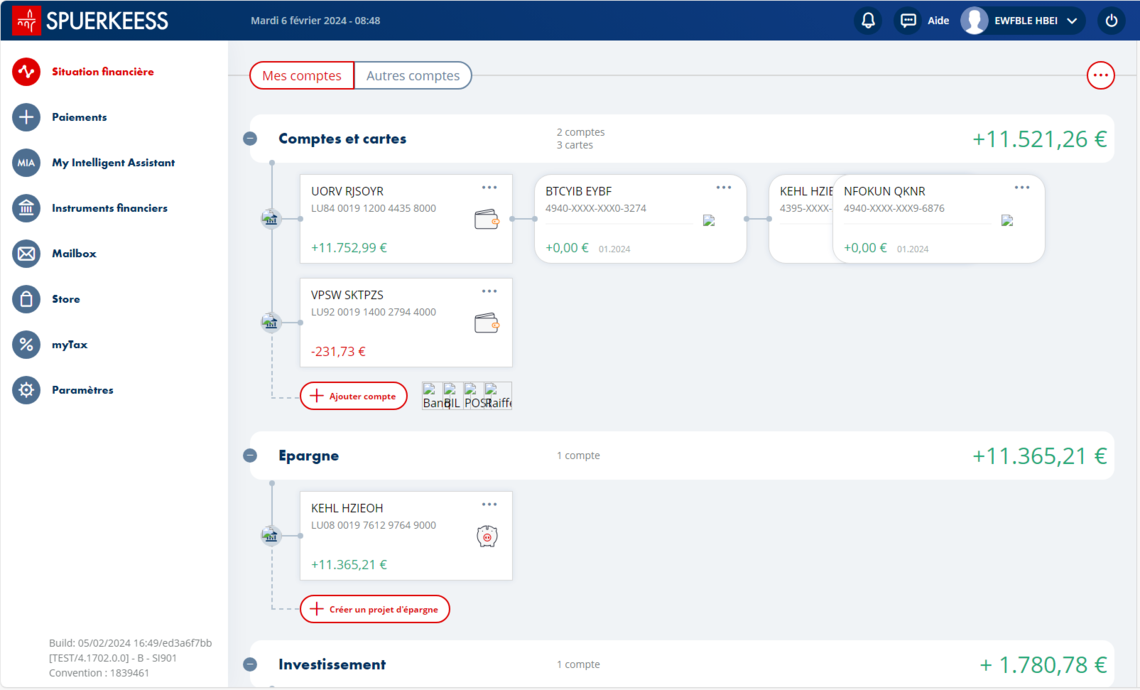 SPUERKEESS
Mardi 6 février 2024 - 08:48
Aide
EWFBLE HBEI
Situation financière
Paiements
MIA
My Intelligent Assistant
Instruments financiers
Mailbox
Store
%
myTax
Paramètres
Build: 05/02/2024 16:49/ed3a6f7bb
[TEST/4.1702.0.0] - B - SI901
Convention : 1839461
Mes comptes
Autres comptes
Comptes et cartes
2 comptes
3 cartes
+11.521,26 €
UORV RJSOYR
LU84 0019 1200 4435 8000
+11.752,99 €
BTCYIB EYBF
4940-XXXX-XXX0-3274
+0,00 € 01.2024
KEHL HZIE
4395-XXXX-
NFOKUN QKNR
4940-XXXX-XXX9-6876
+0,00 € 01.2024
VPSW SKTPZS
LU92 0019 1400 2794 4000
-231,73 €
Ajouter compte
Banq BIL POST Raiffe
Epargne
1 compte
+11.365,21 €
KEHL HZIEOH
LU08 0019 7612 9764 9000
+11.365,21 €
Créer un projet d'épargne
Investissement
1 compte
+ 1.780,78 €